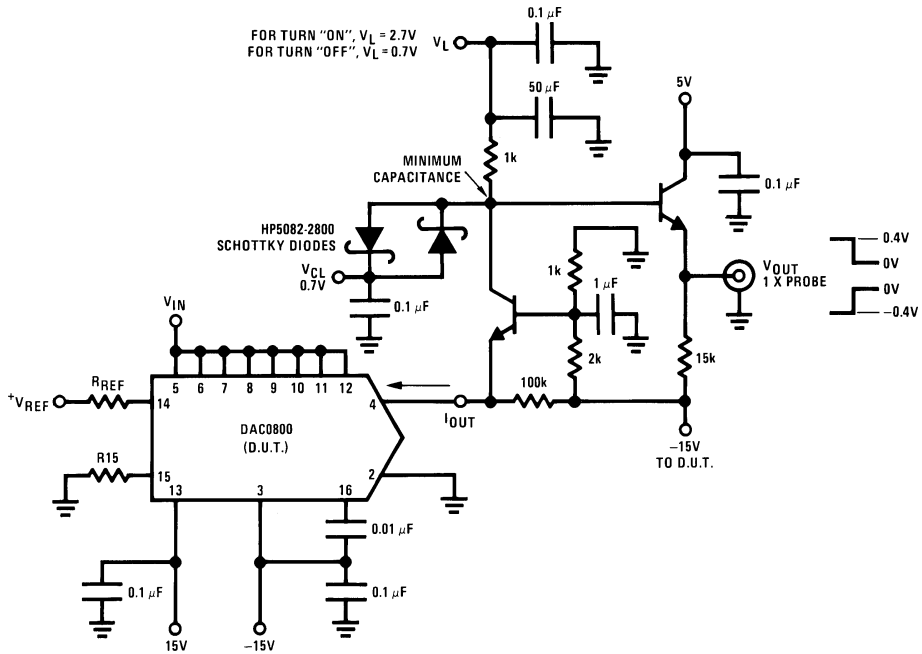 0.1 µF
FOR TURN "ON", VL = 2.7V
FOR TURN "OFF", VL = 0.7V
VL
50 µF
5V
1k
MINIMUM
CAPACITANCE
0.1 µF
HP5082-2800
SCHOTTKY DIODES
0.4V
0V
VCL
0.7V
1k
1 µF
VOUT
1 X PROBE
0V
−0.4V
0.1 µF
VIN
2k
15k
5 6 7 8 9 10 11 12
+VREF
RREF
14
4
100k
IOUT
DAC0800
(D.U.T.)
−15V
TO D.U.T.
R15
15
2
13
3
16
0.01 µF
0.1 µF
0.1 µF
15V
-15V